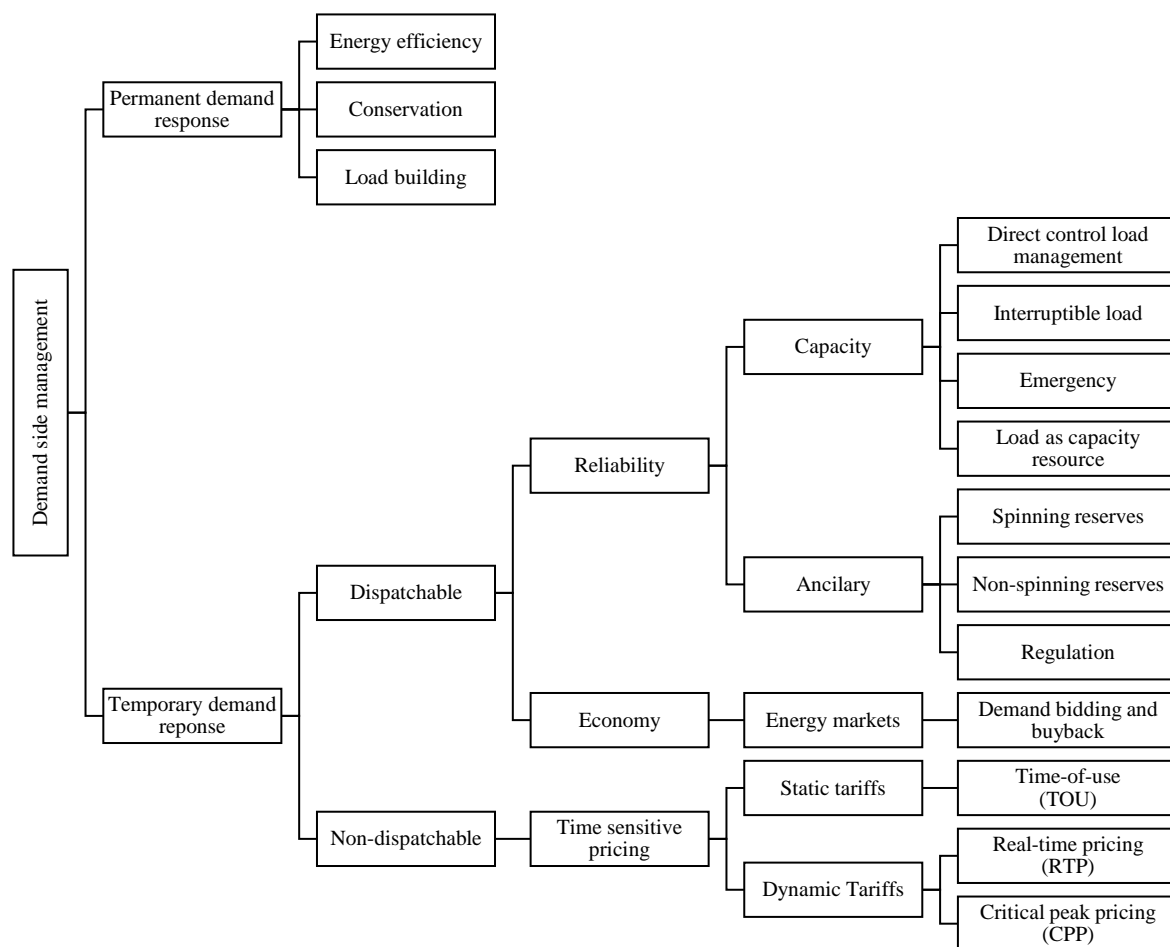 Energy efficiency
Permanent demand
response
Conservation
Load building
Demand side management
Direct control load
management
Interruptible load
Capacity
Emergency
Load as capacity
resource
Reliability
Spinning reserves
Ancilary
Non-spinning reserves
Regulation
Dispatchable
Temporary demand
reponse
Economy
Energy markets
Demand bidding and
buyback
Static tariffs
Time-of-use
(TOU)
Non-dispatchable
Time sensitive
pricing
Real-time pricing
(RTP)
Dynamic Tariffs
Critical peak pricing
(CPP)